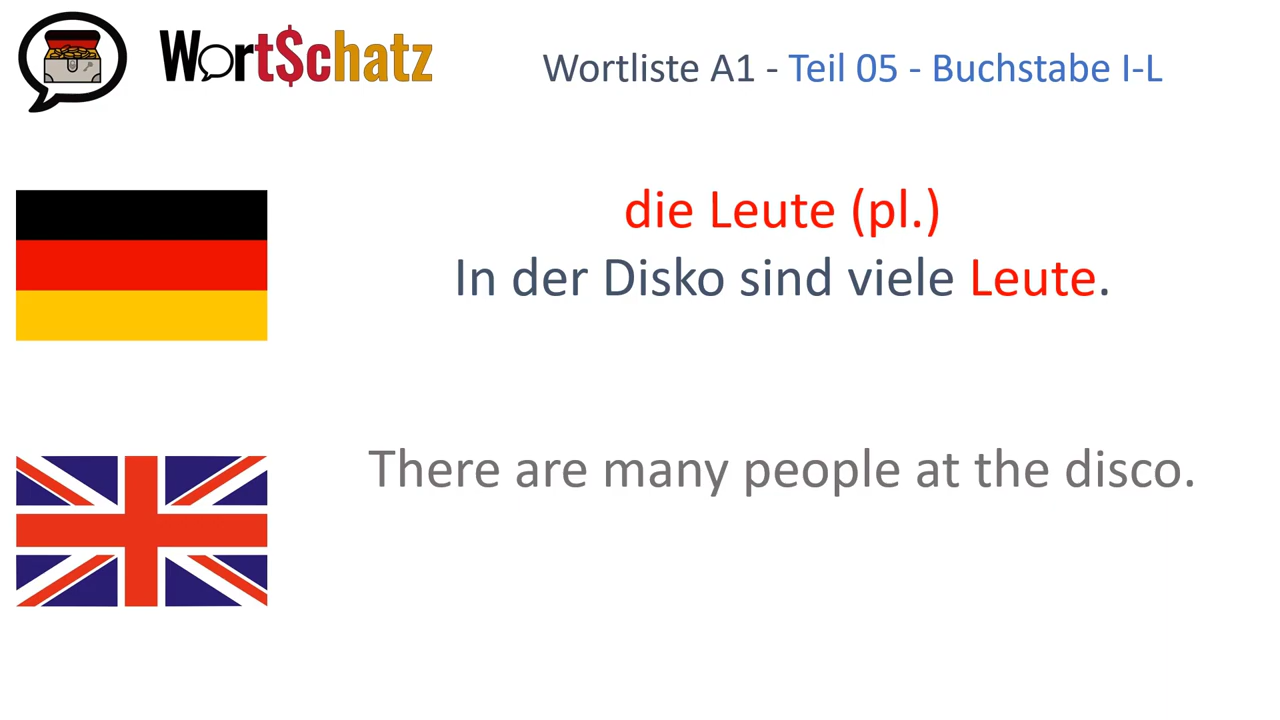 Wort$chatz
Wortliste A1 - Teil 05 - Buchstabe I-L
die Leute (pl.)
In der Disko sind viele Leute.
There are many people at the disco.